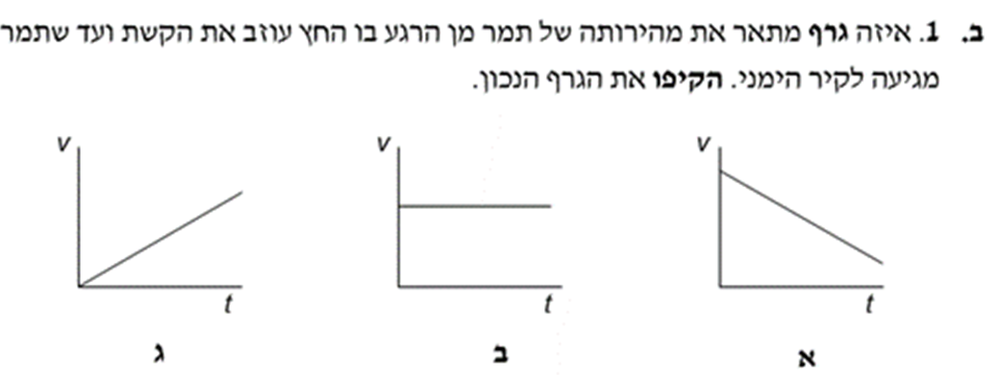 ב. 1. איזה גרף מתאר את מהירותה של תמר מן הרגע בו החץ עוזב את הקשת ועד שתמר
מגיעה לקיר הימני. הקיפו את הגרף הנכון.
v v v
t t t
א ב ג